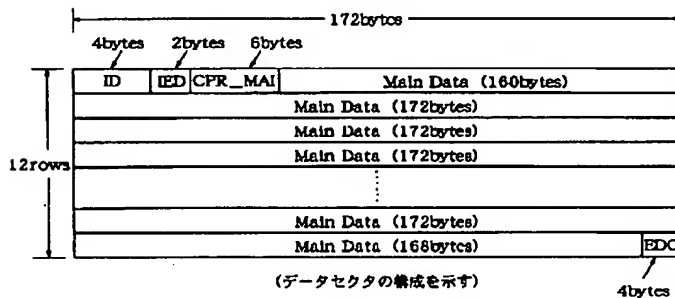 172bytes
4bytes 2bytes 6bytes
ID IED CPR_MAI Main Data (160bytes)
Main Data (172bytes)
Main Data (172bytes)
12rows Main Data (172bytes)
Main Data (172bytes)
Main Data (168bytes) EDC
(データセクタの構成を示す)
4bytes